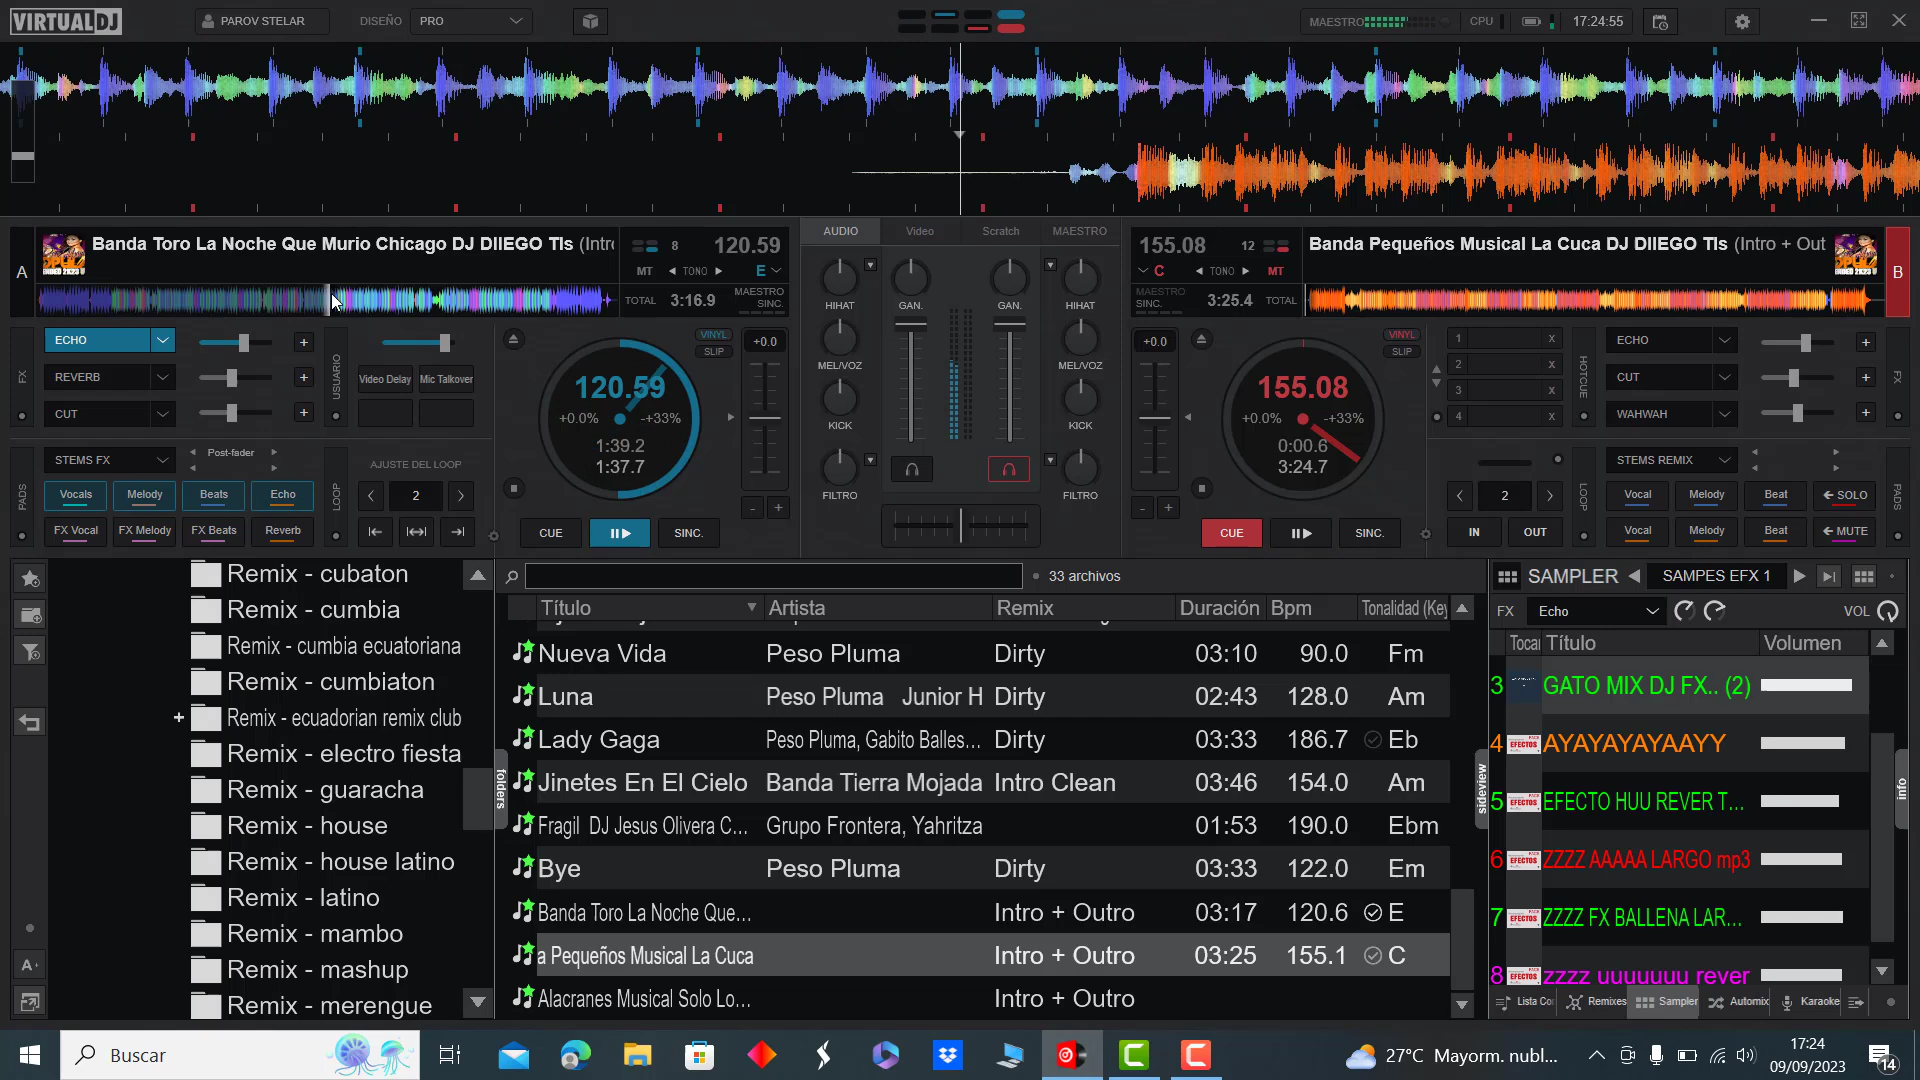 VIRTUALDJ
PAROV STELAR
DISEÑO
PRO
MAESTRO
CPU
17:24:55
A
Banda Toro La Noche Que Murio Chicago DJ DIIEGO Tls (Intro
8
120.59
MT
TONO
E
TOTAL
3:16.9
MAESTRO
SINC.
AUDIO
Video
Scratch
MAESTRO
155.08
12
C
TONO
MT
MAESTRO
SINC.
3:25.4
TOTAL
Banda Pequeños Musical La Cuca DJ DIIEGO Tls (Intro + Out
B
HIHAT
GAN.
GAN.
HIHAT
MEL/VOZ
MEL/VOZ
KICK
KICK
FILTRO
FILTRO
FX
ECHO
REVERB
CUT
USUARIO
Video Delay
Mic Talkover
VINYL
SLIP
+0.0
120.59
+0.0%
-+33%
1:39.2
1:37.7
+0.0
VINYL
SLIP
155.08
+0.0%
-+33%
0:00.6
3:24.7
1 x
2 x
3 x
4 x
HOTCUE
ECHO
CUT
WAHWAH
FX
PADS
STEMS FX
Post-fader
Vocals
Melody
Beats
Echo
FX Vocal
FX Melody
FX Beats
Reverb
LOOP
AJUSTE DEL LOOP
2
CUE
SINC.
- +
- +
CUE
SINC.
2
IN
OUT
LOOP
STEMS REMIX
Vocal
Melody
Beat
SOLO
Vocal
Melody
Beat
MUTE
PADS
Remix - cubaton
Remix - cumbia
Remix - cumbia ecuatoriana
Remix - cumbiaton
+ Remix - ecuadorian remix club
Remix - electro fiesta
Remix - guaracha
Remix - house
Remix - house latino
Remix - latino
Remix - mambo
Remix - mashup
Remix - merengue
folders
33 archivos
Título Artista Remix Duración Bpm Tonalidad (Key
Nueva Vida Peso Pluma Dirty 03:10 90.0 Fm
Luna Peso Pluma Junior H Dirty 02:43 128.0 Am
Lady Gaga Peso Pluma, Gabito Balles... Dirty 03:33 186.7 Eb
Jinetes En El Cielo Banda Tierra Mojada Intro Clean 03:46 154.0 Am
Fragil DJ Jesus Olivera C... Grupo Frontera, Yahritza 01:53 190.0 Ebm
Bye Peso Pluma Dirty 03:33 122.0 Em
Banda Toro La Noche Que... Intro + Outro 03:17 120.6 E
a Pequeños Musical La Cuca Intro + Outro 03:25 155.1 C
Alacranes Musical Solo Lo... Intro + Outro
sideview
SAMPLER
SAMPES EFX 1
FX
Echo
VOL
Tocar Título Volumen
3 GATO MIX DJ FX.. (2)
4 EFECTOS AYAYAYAYAAYY
5 EFECTOS EFECTO HUU REVER T...
6 EFECTOS ZZZZ AAAAA LARGO mp3
7 EFECTOS ZZZZ FX BALLENA LAR...
8 EFECTOS zzzz uuuuuuu rever
info
Lista Co
Remixes
Sampler
Automix
Karaoke
Buscar
27°C Mayorm. nubl...
17:24
09/09/2023
14